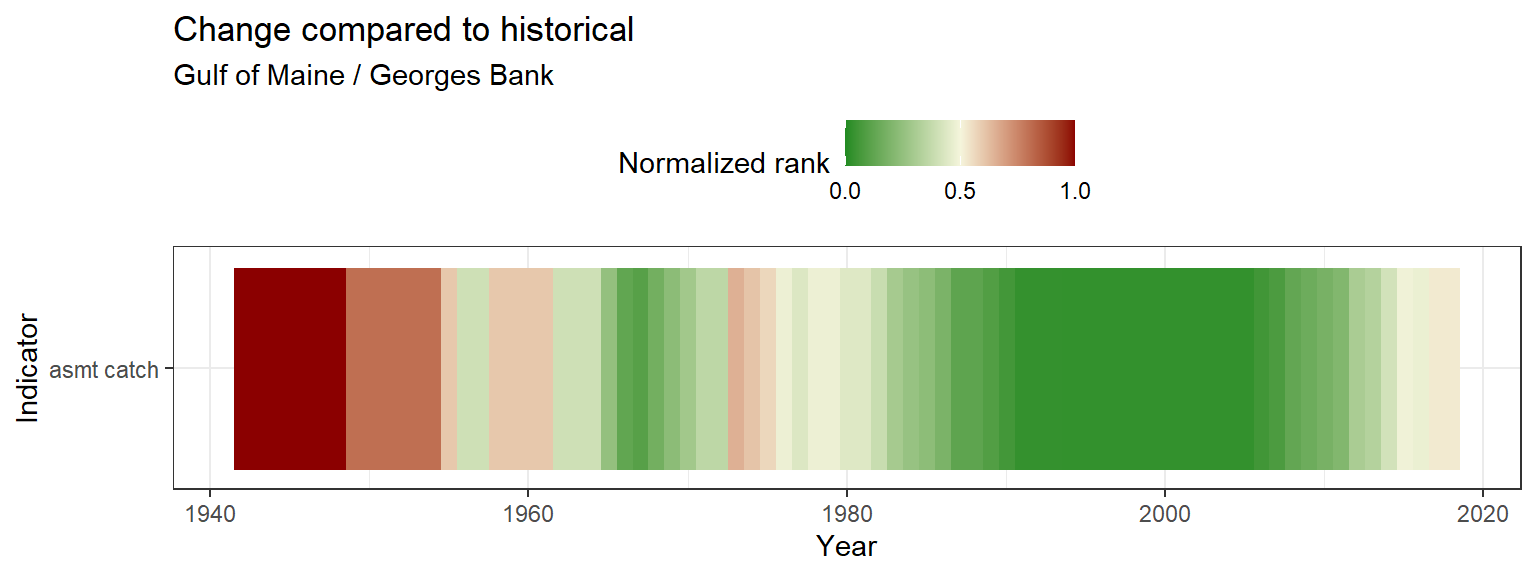 Change compared to historical
Gulf of Maine / Georges Bank
Normalized rank
0.0 0.5 1.0
Indicator
asmt catch
1940 1960 1980 2000 2020
Year